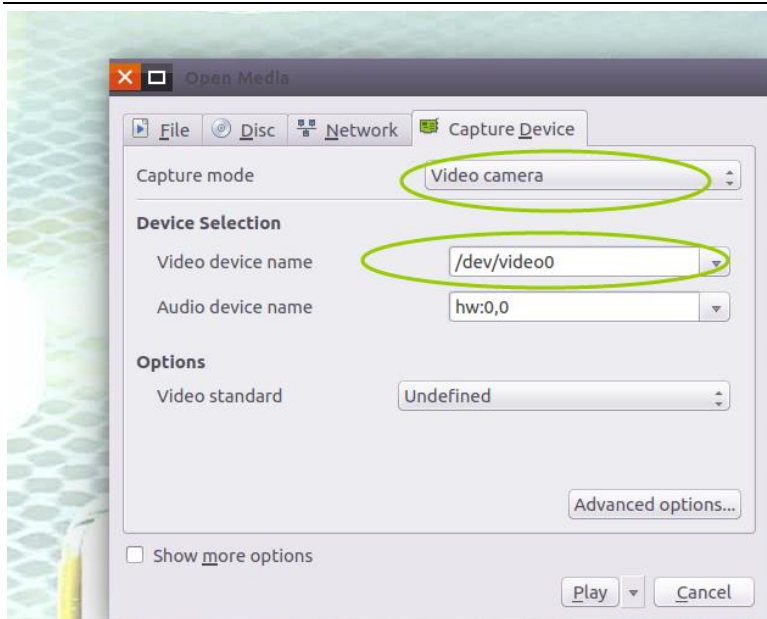 Open Media
File Disc Network Capture Device
Capture mode Video camera
Device Selection
Video device name /dev/video0
Audio device name hw:0,0
Options
Video standard Undefined
Advanced options...
Show more options
Play Cancel